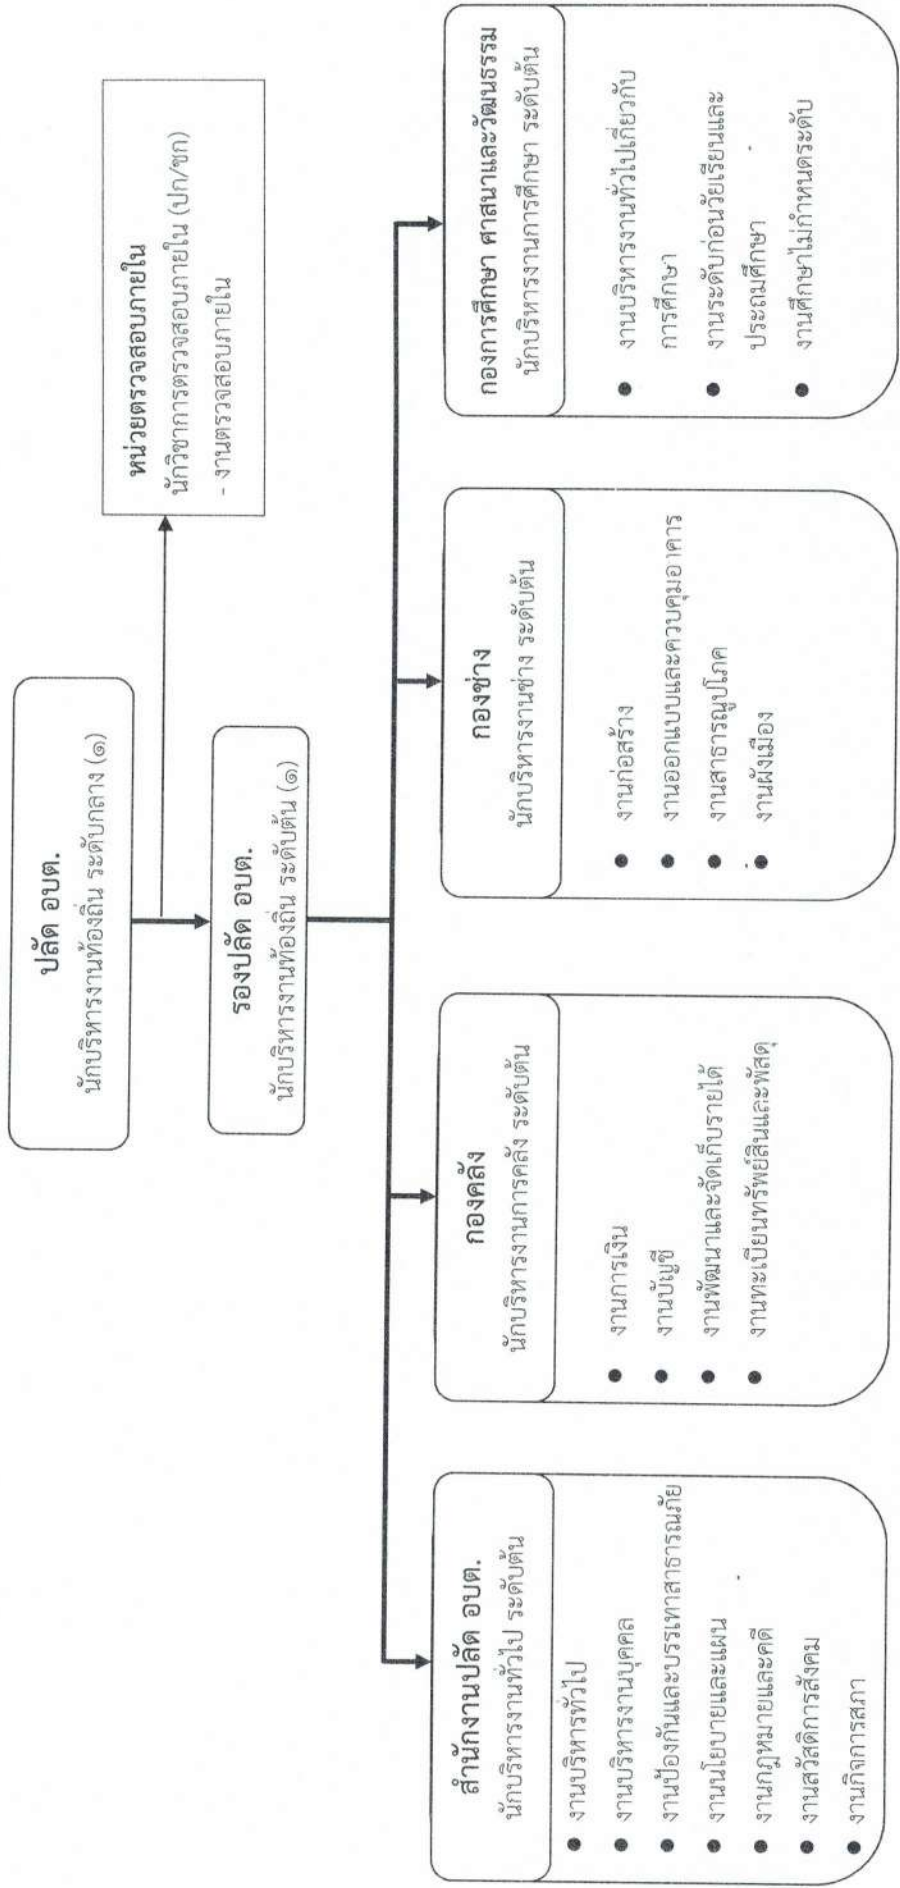 ปลัด อบต.
นักบริหารงานท้องถิ่น ระดับกลาง (๑)
หน่วยตรวจสอบภายใน
นักวิชาการตรวจสอบภายใน (ปก/ชก)
- งานตรวจสอบภายใน
รองปลัด อบต.
นักบริหารงานท้องถิ่น ระดับต้น (๑)
สำนักงานปลัด อบต.
นักบริหารงานทั่วไป ระดับต้น
● งานบริหารทั่วไป
● งานบริหารงานบุคคล
● งานป้องกันและบรรเทาสาธารณภัย
● งานนโยบายและแผน
● งานกฎหมายและคดี
● งานสวัสดิการสังคม
● งานกิจการสภา
กองคลัง
นักบริหารงานการคลัง ระดับต้น
● งานการเงิน
● งานบัญชี
● งานพัฒนาและจัดเก็บรายได้
● งานทะเบียนทรัพย์สินและพัสดุ
กองช่าง
นักบริหารงานช่าง ระดับต้น
● งานก่อสร้าง
● งานออกแบบและควบคุมอาคาร
● งานสาธารณูปโภค
● งานผังเมือง
กองการศึกษา ศาสนาและวัฒนธรรม
นักบริหารงานการศึกษา ระดับต้น
● งานบริหารงานทั่วไปเกี่ยวกับ
การศึกษา
● งานระดับก่อนวัยเรียนและ
ประถมศึกษา
● งานศึกษาไม่กำหนดระดับ